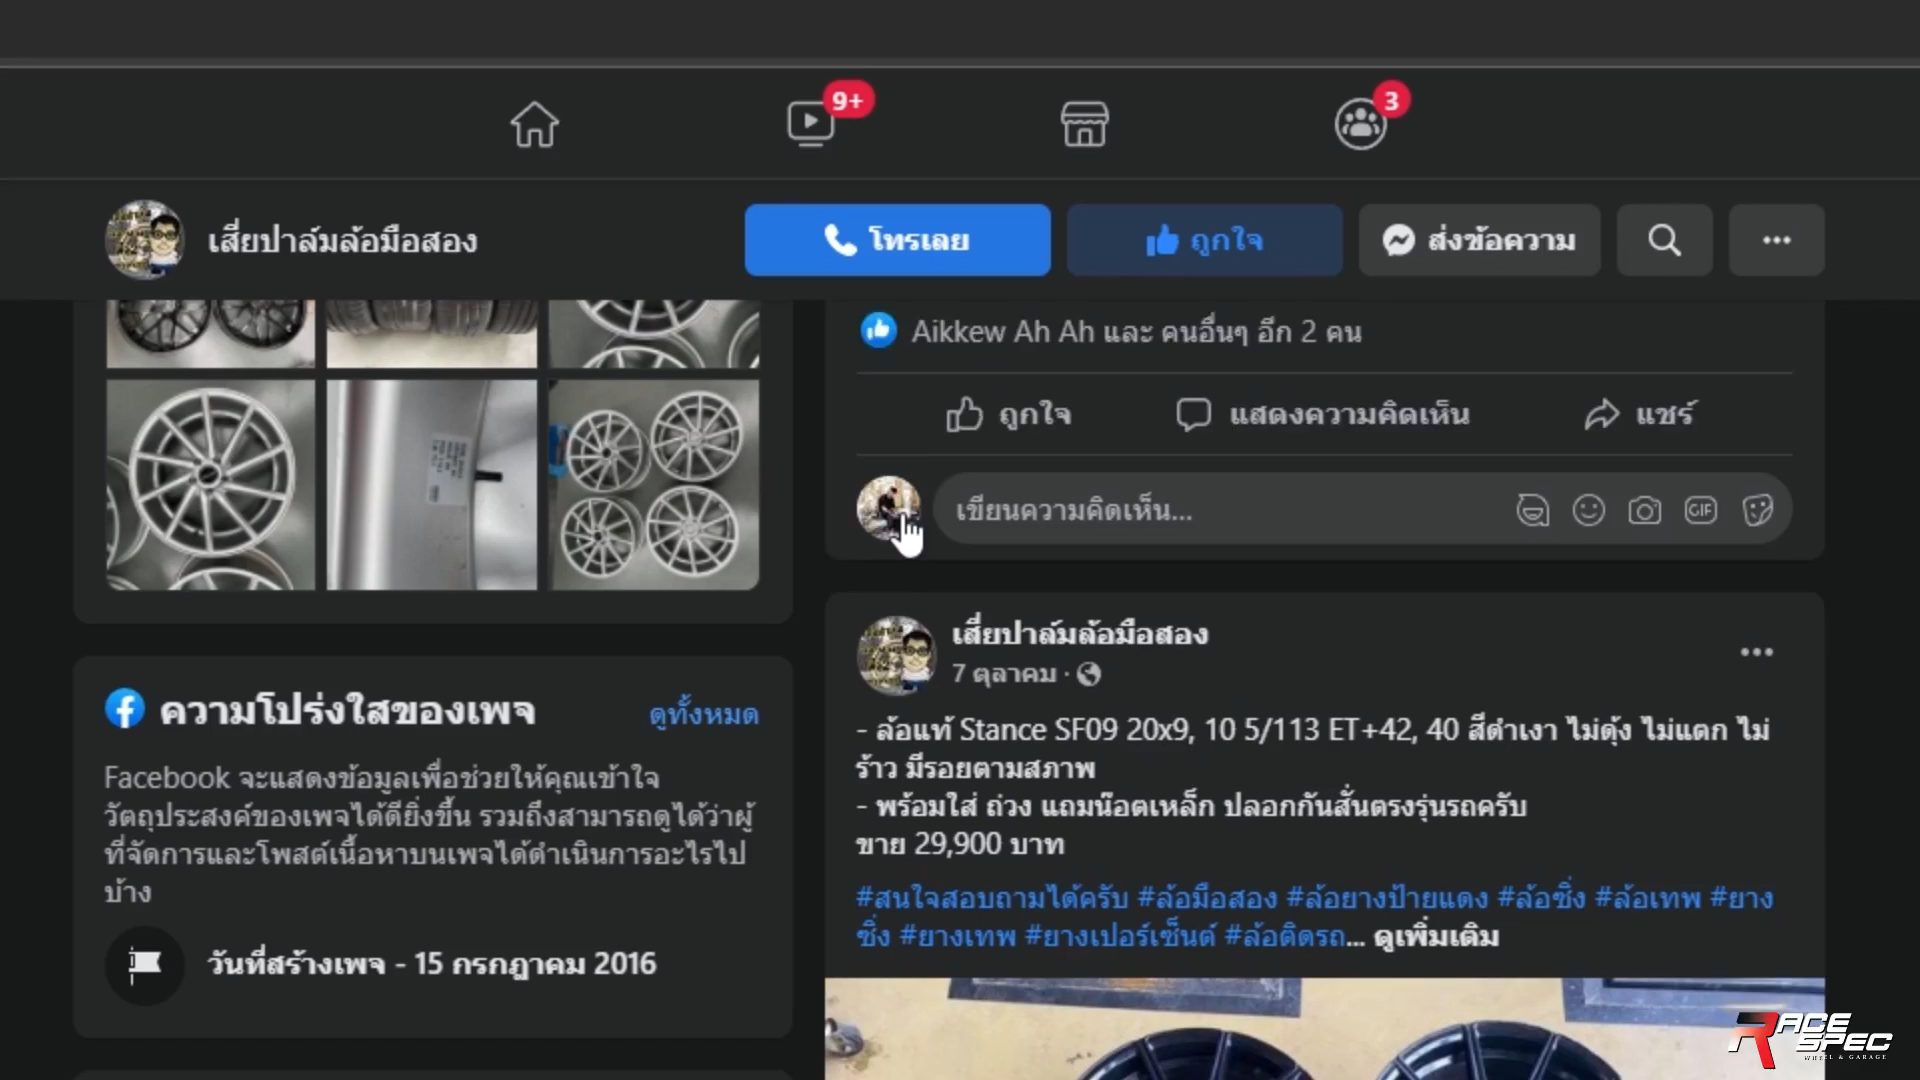 9+
3
เสี่ยปาล์มล้อมือสอง
โทรเลย
ถูกใจ
ส่งข้อความ
Aikkew Ah Ah และ คนอื่นๆ อีก 2 คน
ถูกใจ
แสดงความคิดเห็น
แชร์
เขียนความคิดเห็น...
GIF
ความโปร่งใสของเพจ
ดูทั้งหมด
Facebook จะแสดงข้อมูลเพื่อช่วยให้คุณเข้าใจ
วัตถุประสงค์ของเพจได้ดียิ่งขึ้น รวมถึงสามารถดูได้ว่าผู้
ที่จัดการและโพสต์เนื้อหาบนเพจได้ดำเนินการอะไรไป
บ้าง
วันที่สร้างเพจ - 15 กรกฎาคม 2016
เสี่ยปาล์มล้อมือสอง
7 ตุลาคม ·
- ล้อแท้ Stance SF09 20x9, 10 5/113 ET+42, 40 สีดำเงา ไม่ดุ้ง ไม่แตก ไม่
ร้าว มีรอยตามสภาพ
- พร้อมใส่ ถ่วง แถมน๊อตเหล็ก ปลอกกันสั่นตรงรุ่นรถครับ
ขาย 29,900 บาท
#สนใจสอบถามได้ครับ #ล้อมือสอง #ล้อยางป้ายแดง #ล้อซิ่ง #ล้อเทพ #ยาง
ซิ่ง #ยางเทพ #ยางเปอร์เซ็นต์ #ล้อติดรถ... ดูเพิ่มเติม
RACE
SPEC
WHEEL & GARAGE